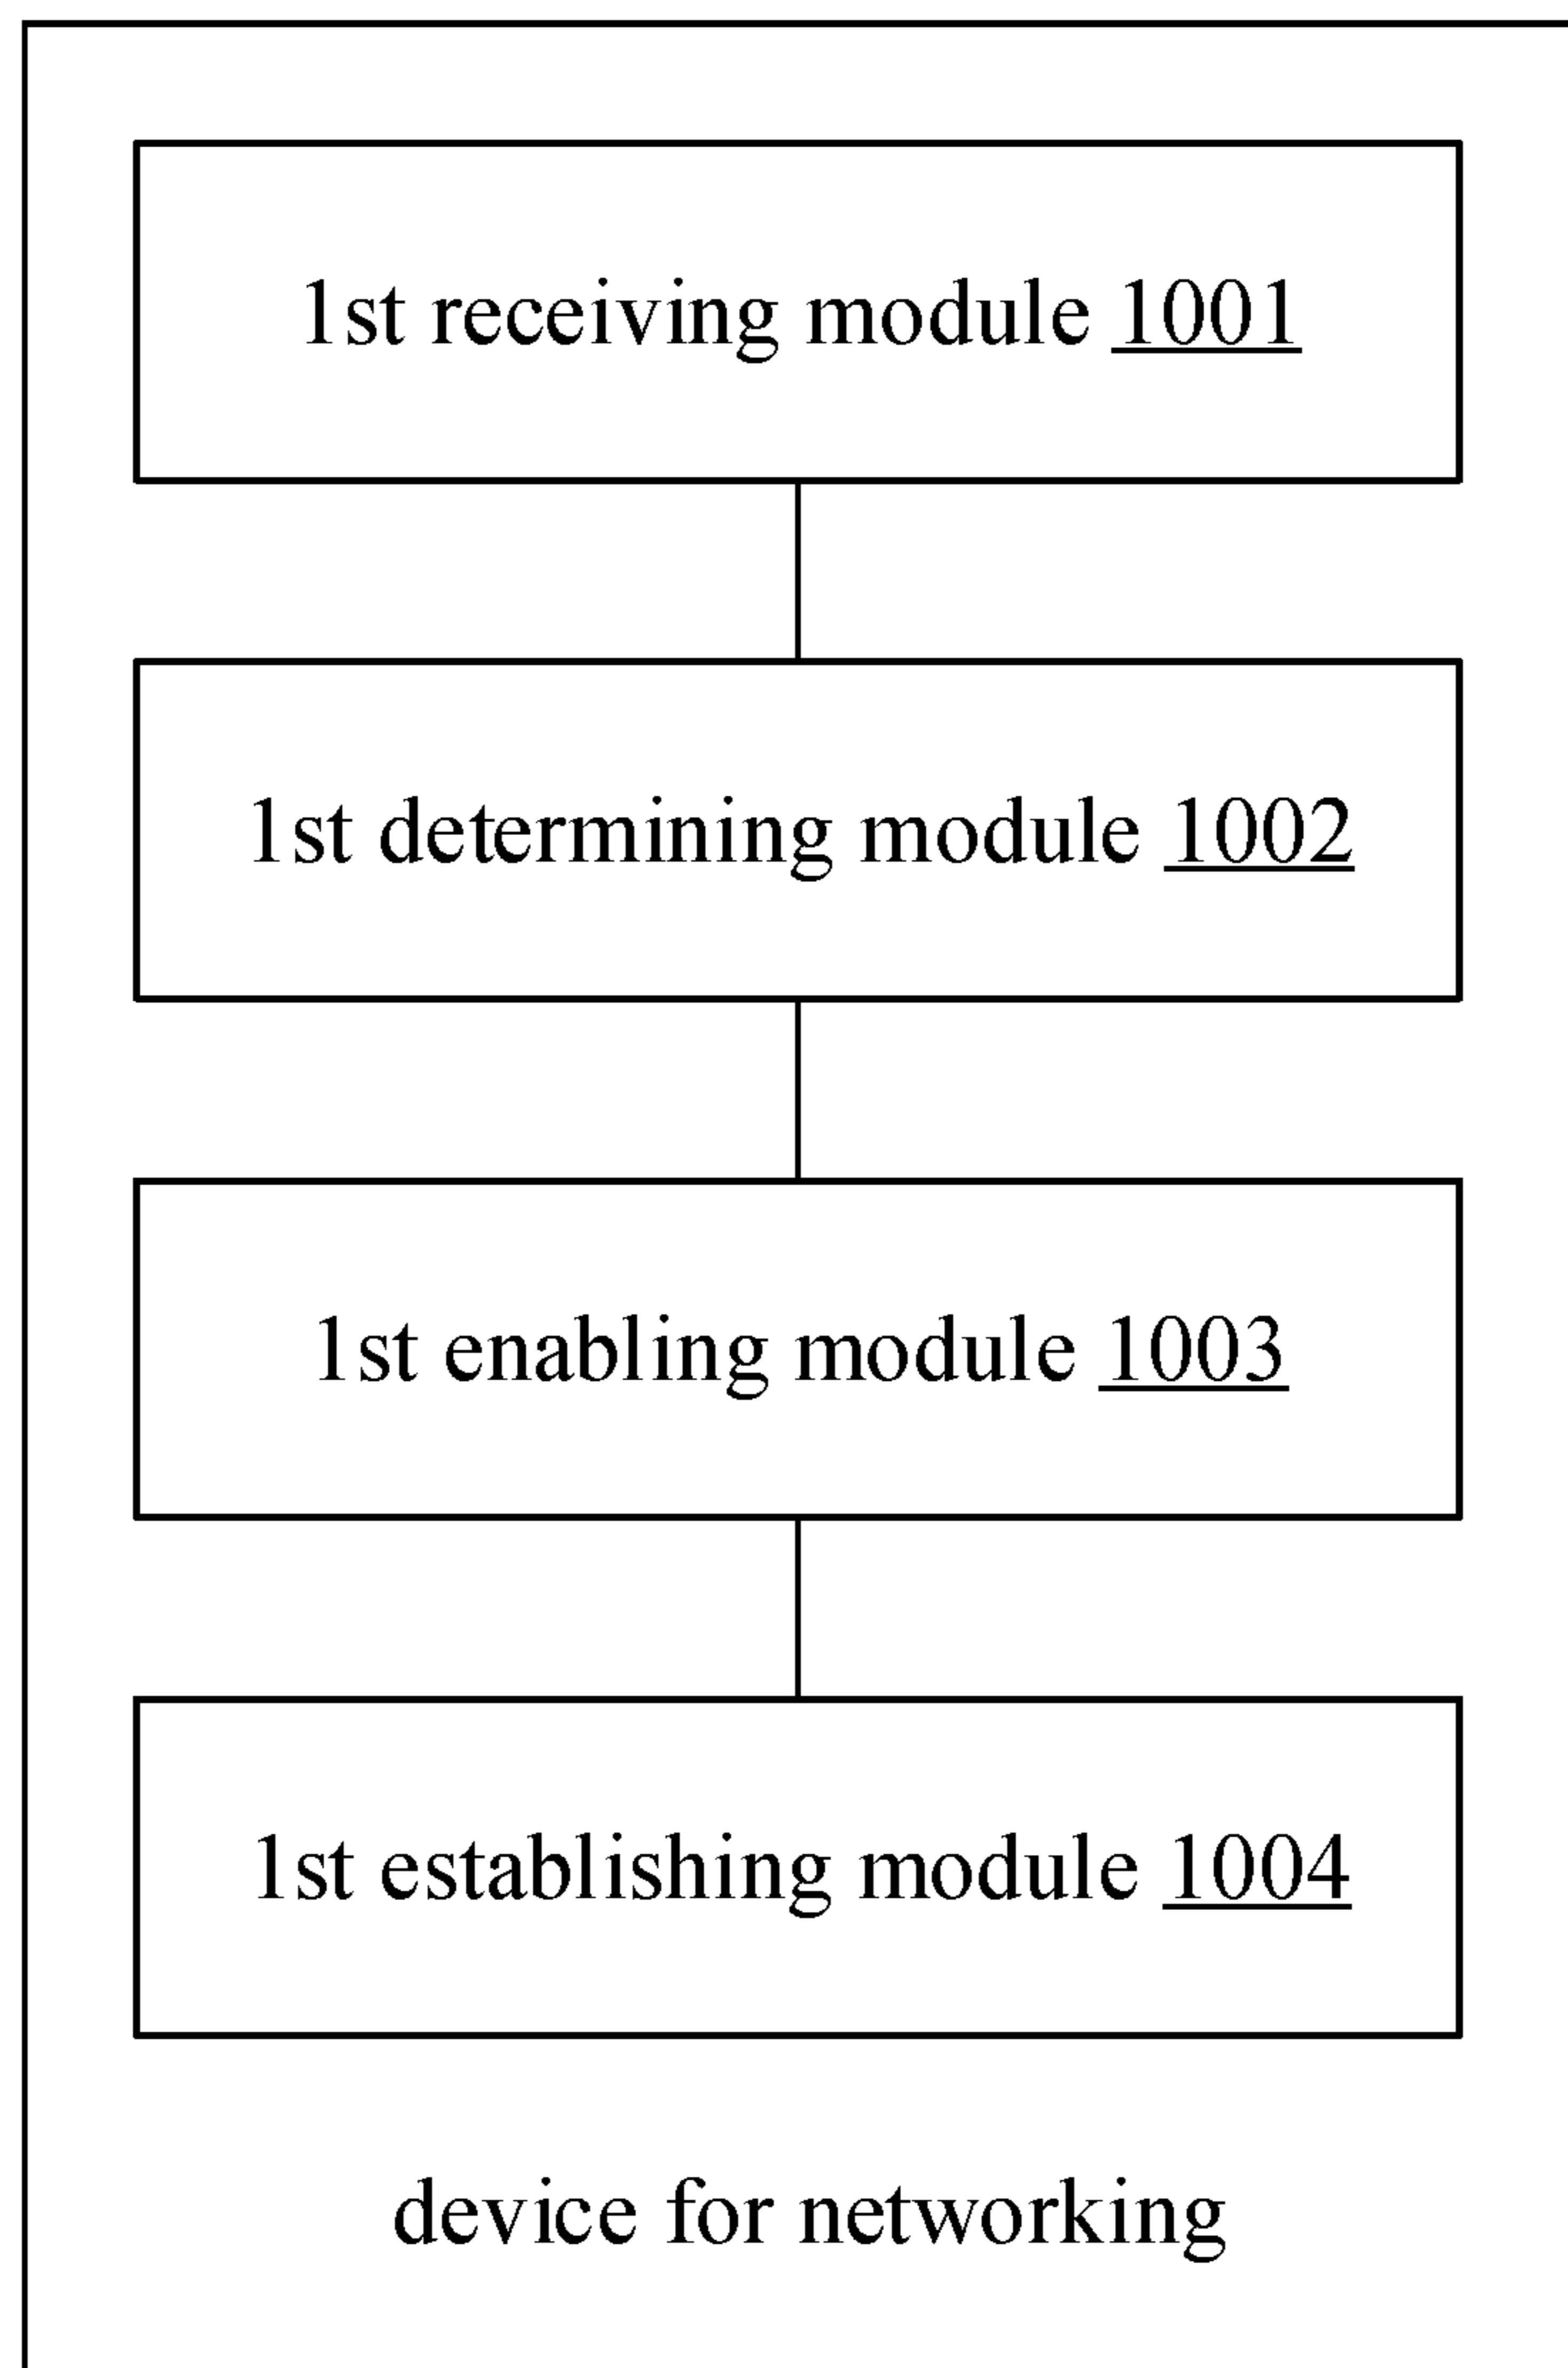 1st receiving module 1001
1st determining module 1002
1st enabling module 1003
1st establishing module 1004
device for networking